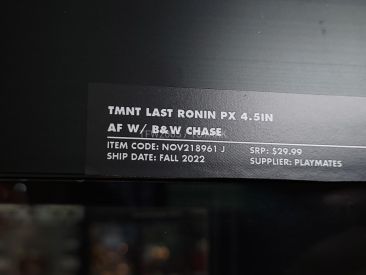 TMNT LAST RONIN PX 4.5IN
AF W/ B&W CHASE
ITEM CODE: NOV218961 J SRP: $29.99
SHIP DATE: FALL 2022 SUPPLIER: PLAYMATES